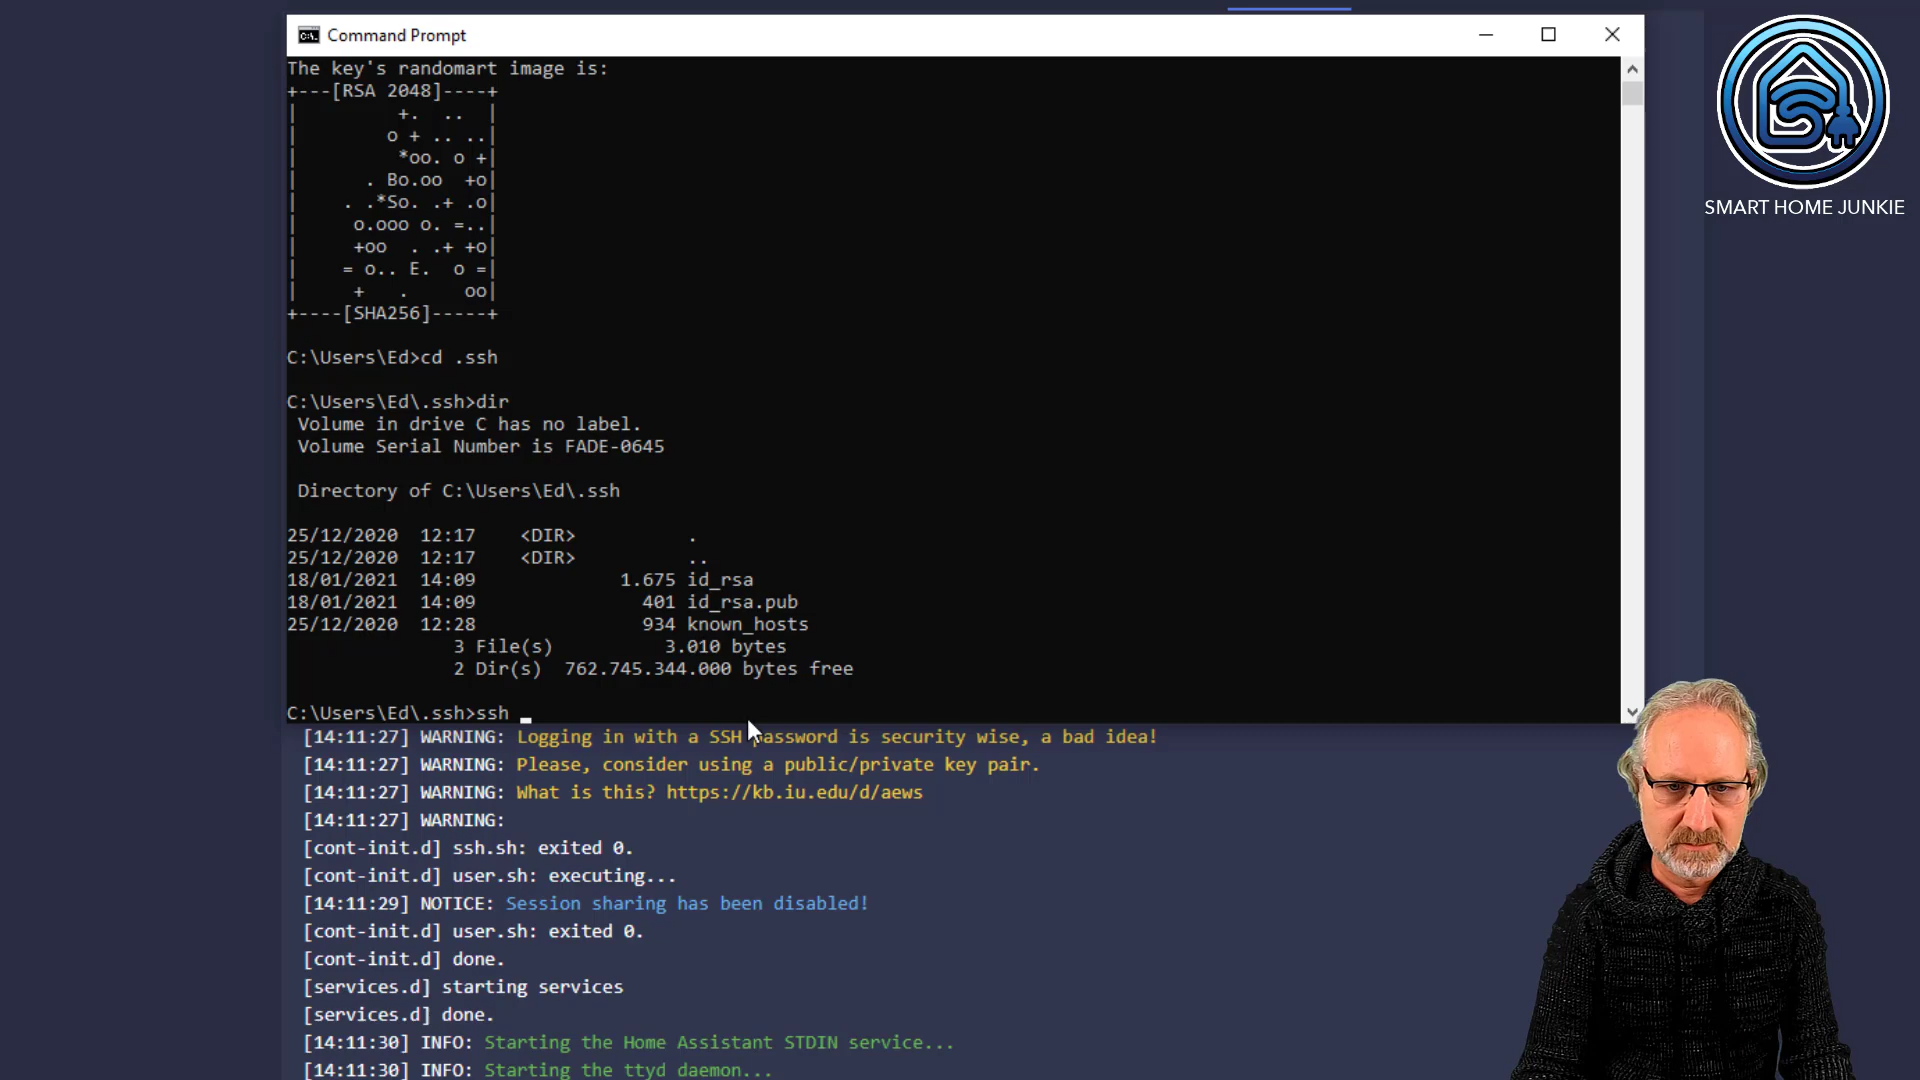 Command Prompt
The key's randomart image is:
+---[RSA 2048]----+
|          +.  ..  |
|         o + .. ..|
|          *oo. o +|
|       . Bo.oo  +o|
|     . .*So. .+ .o|
|      o.ooo o. =..|
|      +oo  . .+ +o|
|     = o.. E.  o =|
|      +   .     oo|
+----[SHA256]-----+
C:\Users\Ed>cd .ssh
C:\Users\Ed\.ssh>dir
Volume in drive C has no label.
Volume Serial Number is FADE-0645
Directory of C:\Users\Ed\.ssh
25/12/2020  12:17    <DIR>          .
25/12/2020  12:17    <DIR>          ..
18/01/2021  14:09             1.675 id_rsa
18/01/2021  14:09               401 id_rsa.pub
25/12/2020  12:28               934 known_hosts
3 File(s)          3.010 bytes
2 Dir(s)  762.745.344.000 bytes free
C:\Users\Ed\.ssh>ssh _
[14:11:27] WARNING: Logging in with a SSH password is security wise, a bad idea!
[14:11:27] WARNING: Please, consider using a public/private key pair.
[14:11:27] WARNING: What is this? https://kb.iu.edu/d/aews
[14:11:27] WARNING:
[cont-init.d] ssh.sh: exited 0.
[cont-init.d] user.sh: executing...
[14:11:29] NOTICE: Session sharing has been disabled!
[cont-init.d] user.sh: exited 0.
[cont-init.d] done.
[services.d] starting services
[services.d] done.
[14:11:30] INFO: Starting the Home Assistant STDIN service...
[14:11:30] INFO: Starting the ttyd daemon...
SMART HOME JUNKIE